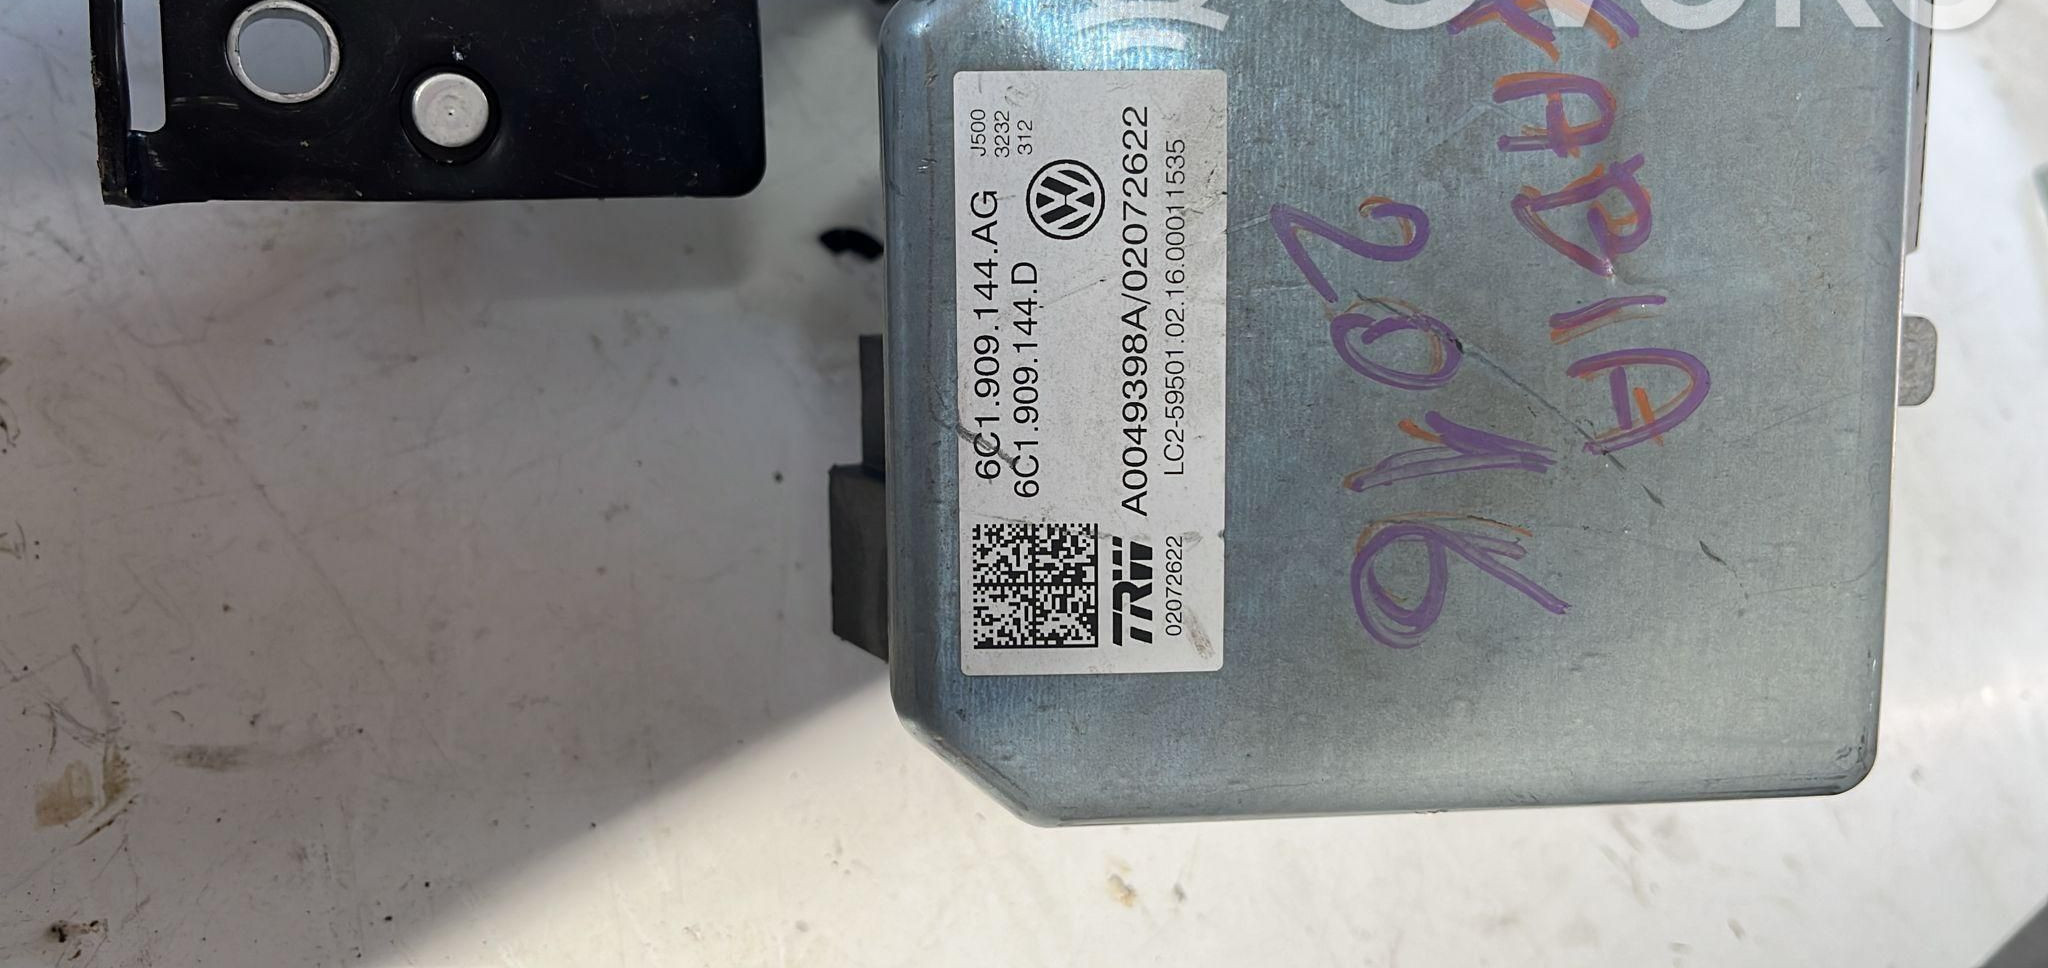 6C1.909.144.AG
6C1.909.144.D
J500
3232
312
A0049398A/02072622
LC2-59501.02.16.00011535
TRW
02072622
FABIA
2016